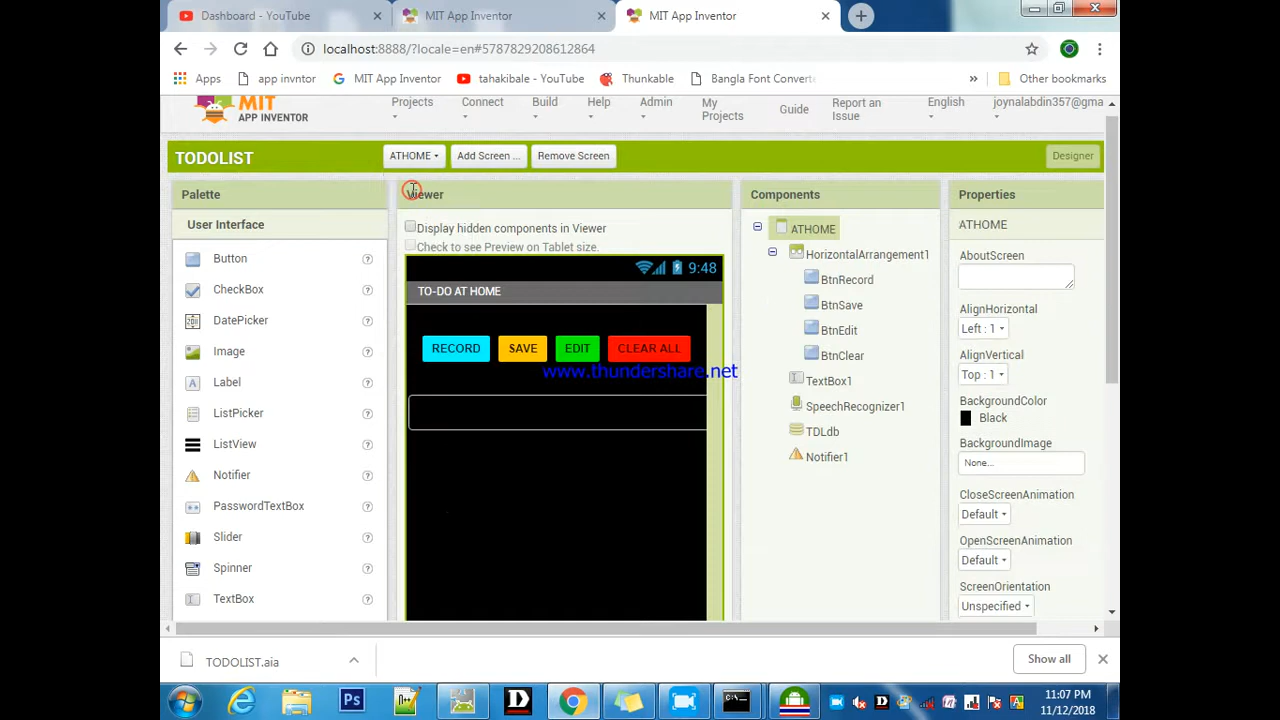 Dashboard - YouTube
MIT App Inventor
MIT App Inventor
localhost:8888/?locale=en#5787829208612864
Apps
app invntor
MIT App Inventor
tahakibale - YouTube
Thunkable
Bangla Font Converte
»
Other bookmarks
MIT
APP INVENTOR
Projects
Connect
Build
Help
Admin
My
Projects
Guide
Report an
Issue
English
joynalabdin357@gma
TODOLIST
ATHOME
Add Screen ...
Remove Screen
Designer
Palette
Viewer
Components
Properties
User Interface
Button
CheckBox
DatePicker
Image
Label
ListPicker
ListView
Notifier
PasswordTextBox
Slider
Spinner
TextBox
Display hidden components in Viewer
Check to see Preview on Tablet size.
9:48
TO-DO AT HOME
RECORD
SAVE
EDIT
CLEAR ALL
www.thundershare.net
ATHOME
HorizontalArrangement1
BtnRecord
BtnSave
BtnEdit
BtnClear
TextBox1
SpeechRecognizer1
TDLdb
Notifier1
ATHOME
AboutScreen
AlignHorizontal
Left : 1
AlignVertical
Top : 1
BackgroundColor
Black
BackgroundImage
None...
CloseScreenAnimation
Default
OpenScreenAnimation
Default
ScreenOrientation
Unspecified
TODOLIST.aia
Show all
11:07 PM
11/12/2018